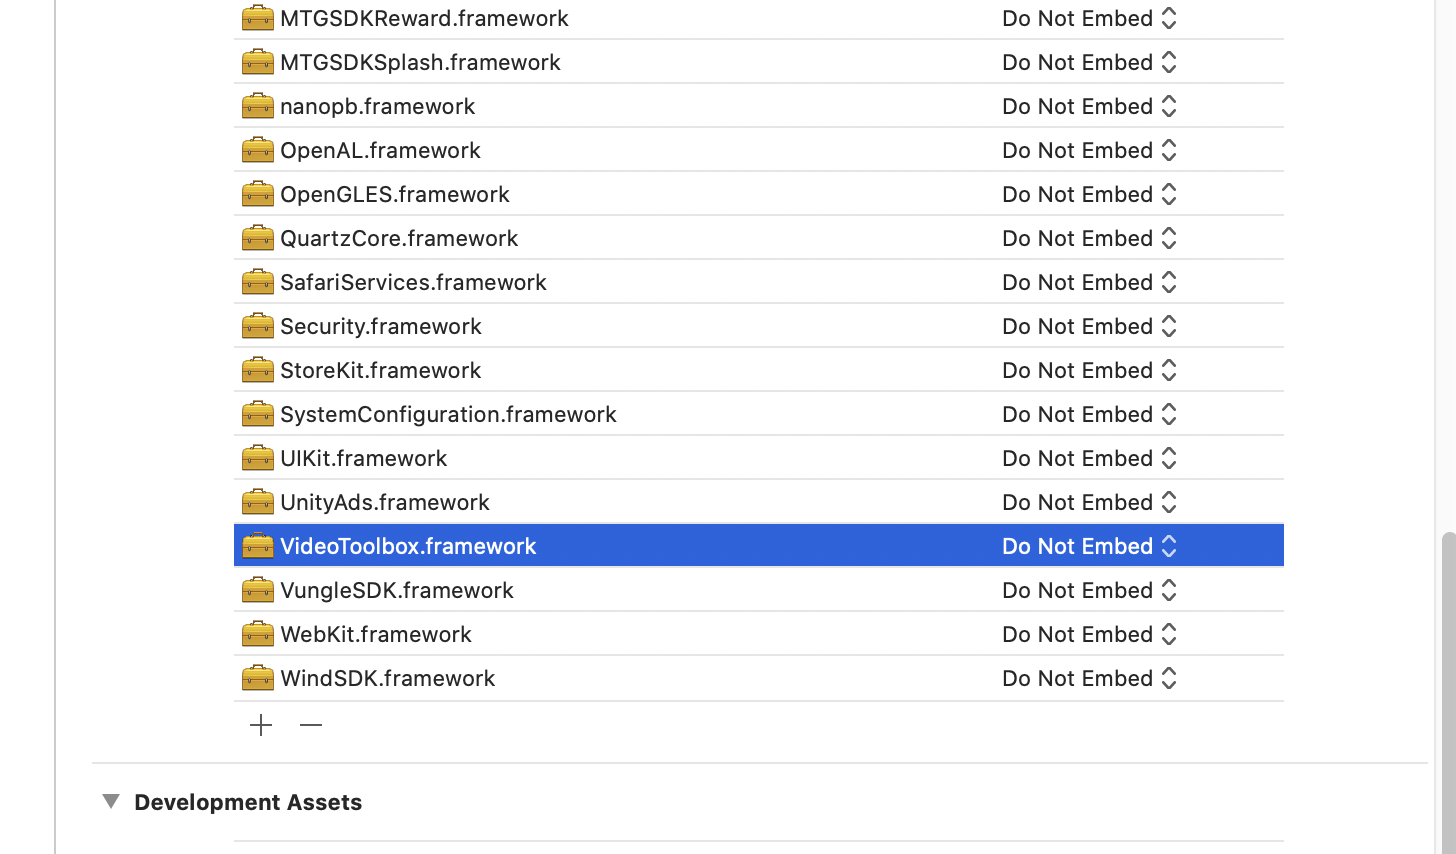 MTGSDKReward.framework Do Not Embed
MTGSDKSplash.framework Do Not Embed
nanopb.framework Do Not Embed
OpenAL.framework Do Not Embed
OpenGLES.framework Do Not Embed
QuartzCore.framework Do Not Embed
SafariServices.framework Do Not Embed
Security.framework Do Not Embed
StoreKit.framework Do Not Embed
SystemConfiguration.framework Do Not Embed
UIKit.framework Do Not Embed
UnityAds.framework Do Not Embed
VideoToolbox.framework Do Not Embed
VungleSDK.framework Do Not Embed
WebKit.framework Do Not Embed
WindSDK.framework Do Not Embed
Development Assets